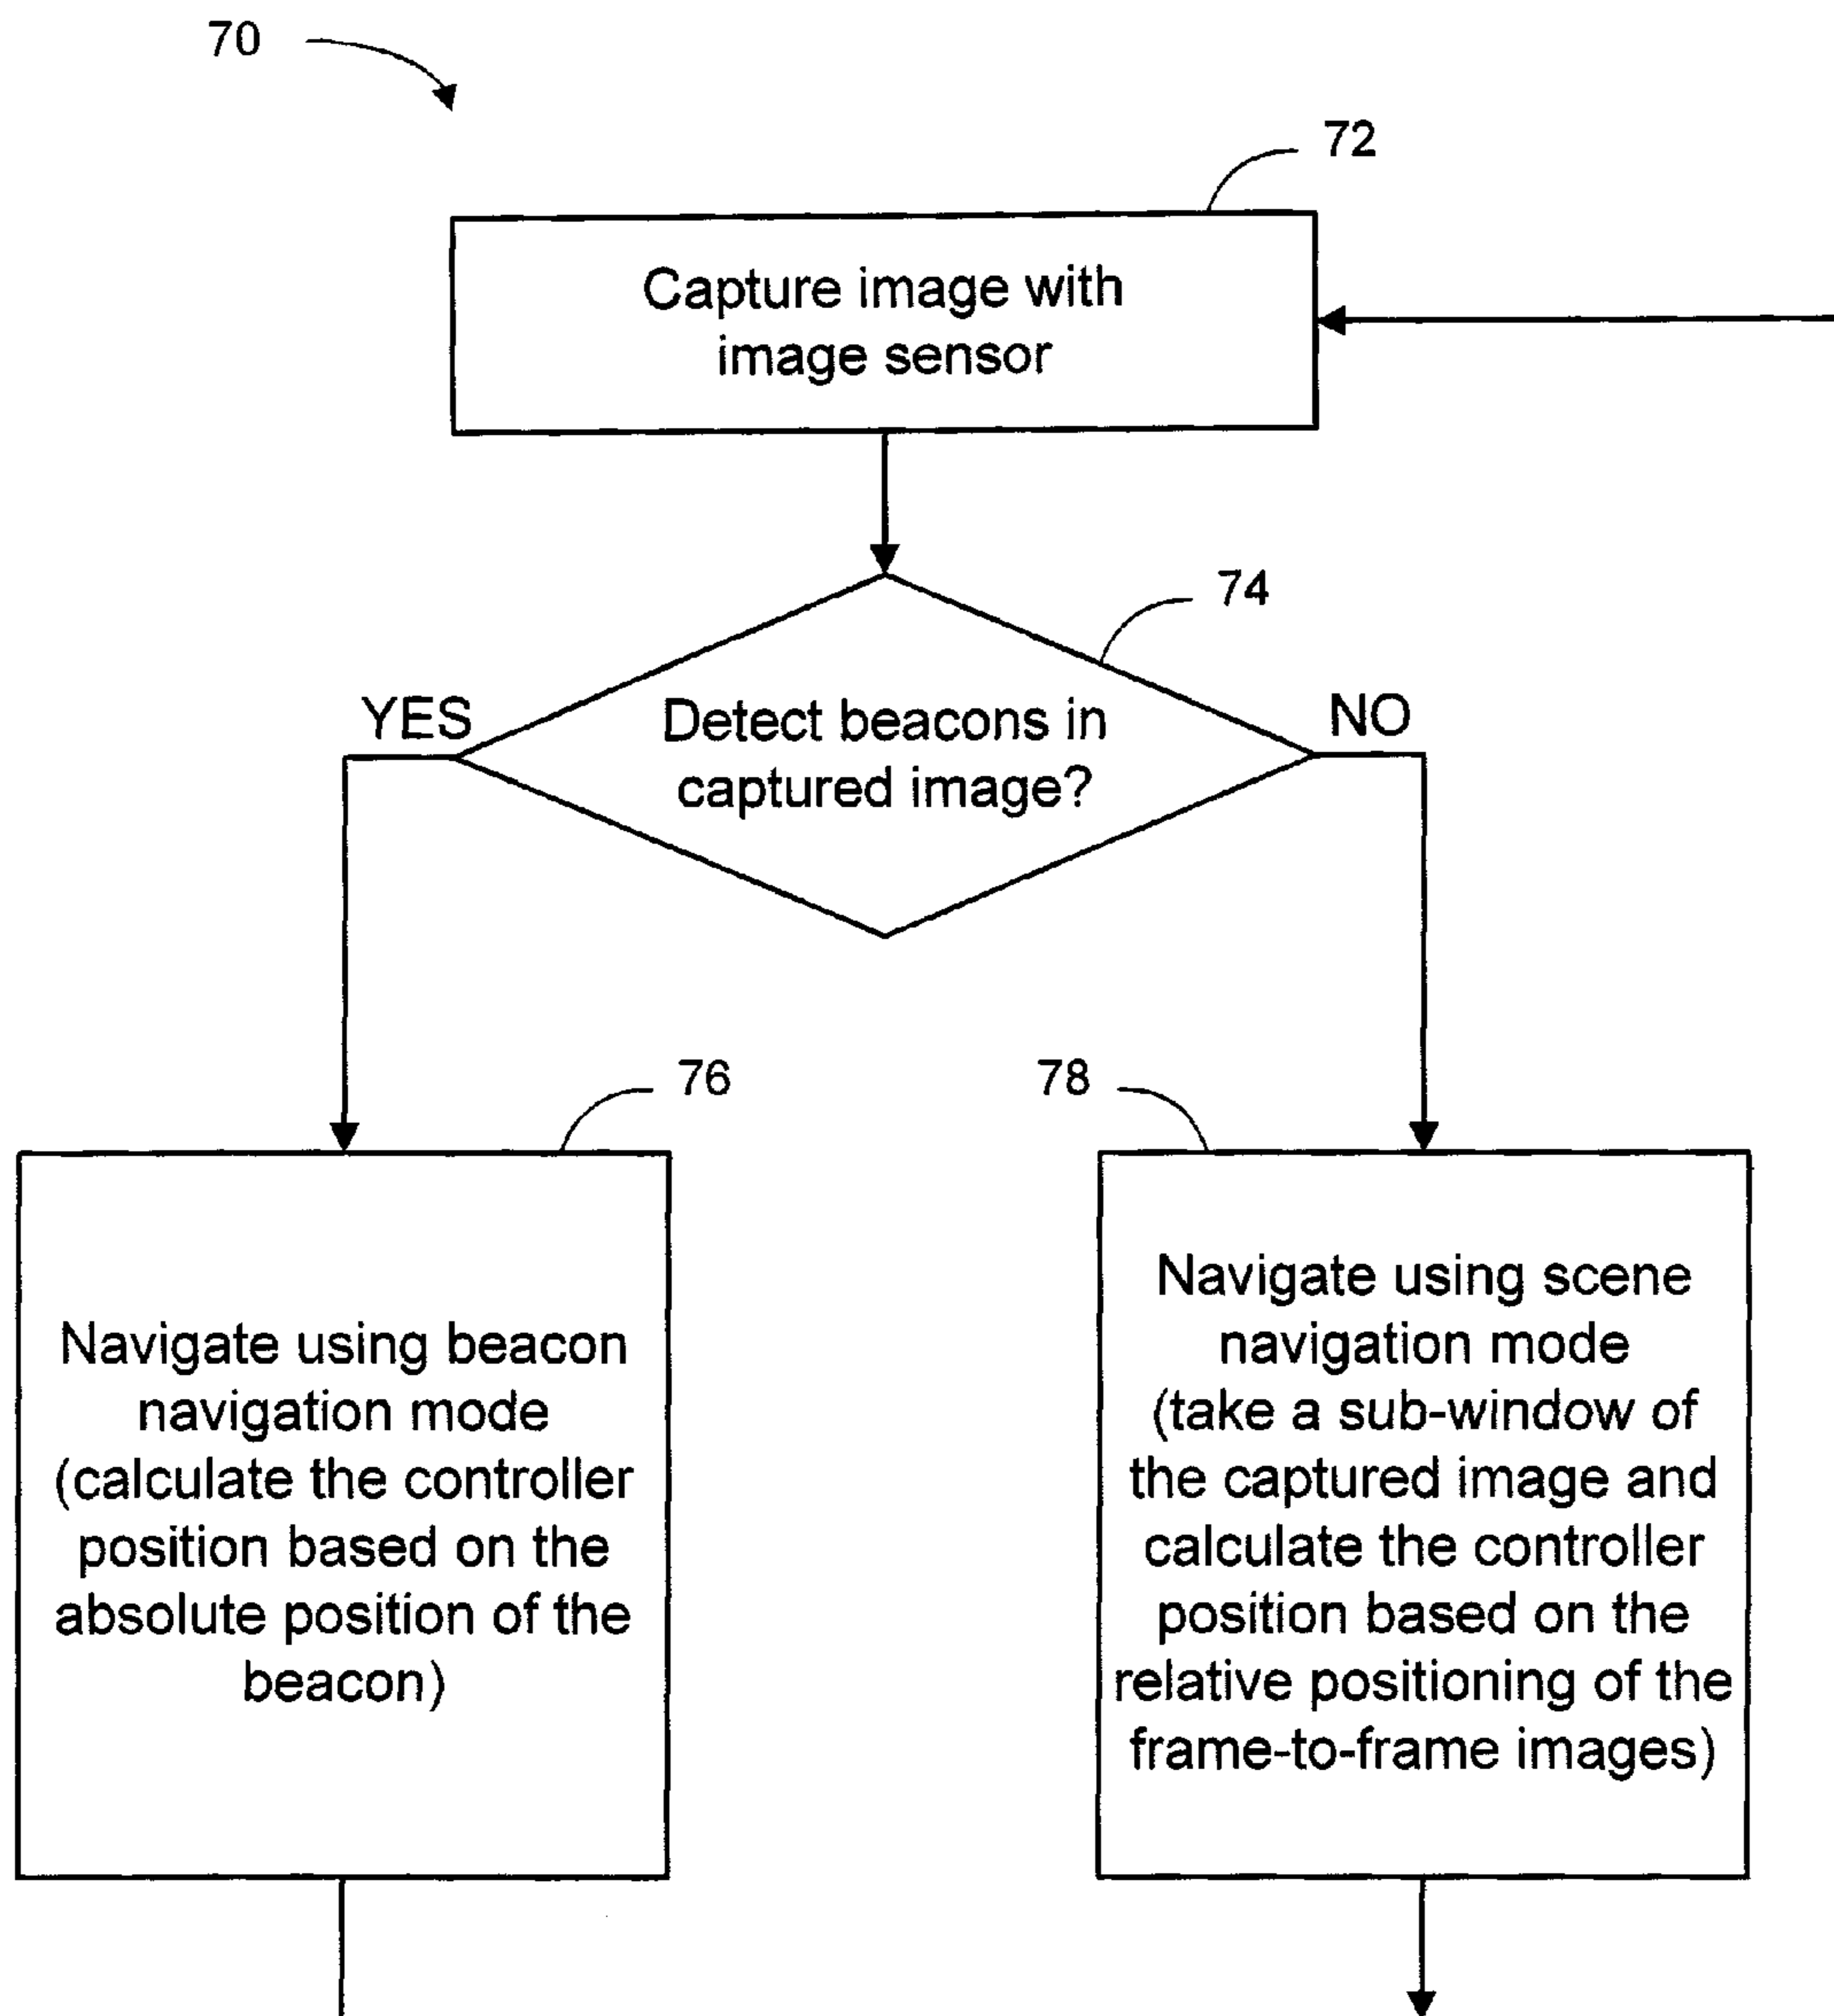 70
72
Capture image with
image sensor
74
YES
Detect beacons in
captured image?
NO
76
Navigate using beacon
navigation mode
(calculate the controller
position based on the
absolute position of the
beacon)
78
Navigate using scene
navigation mode
(take a sub-window of
the captured image and
calculate the controller
position based on the
relative positioning of the
frame-to-frame images)